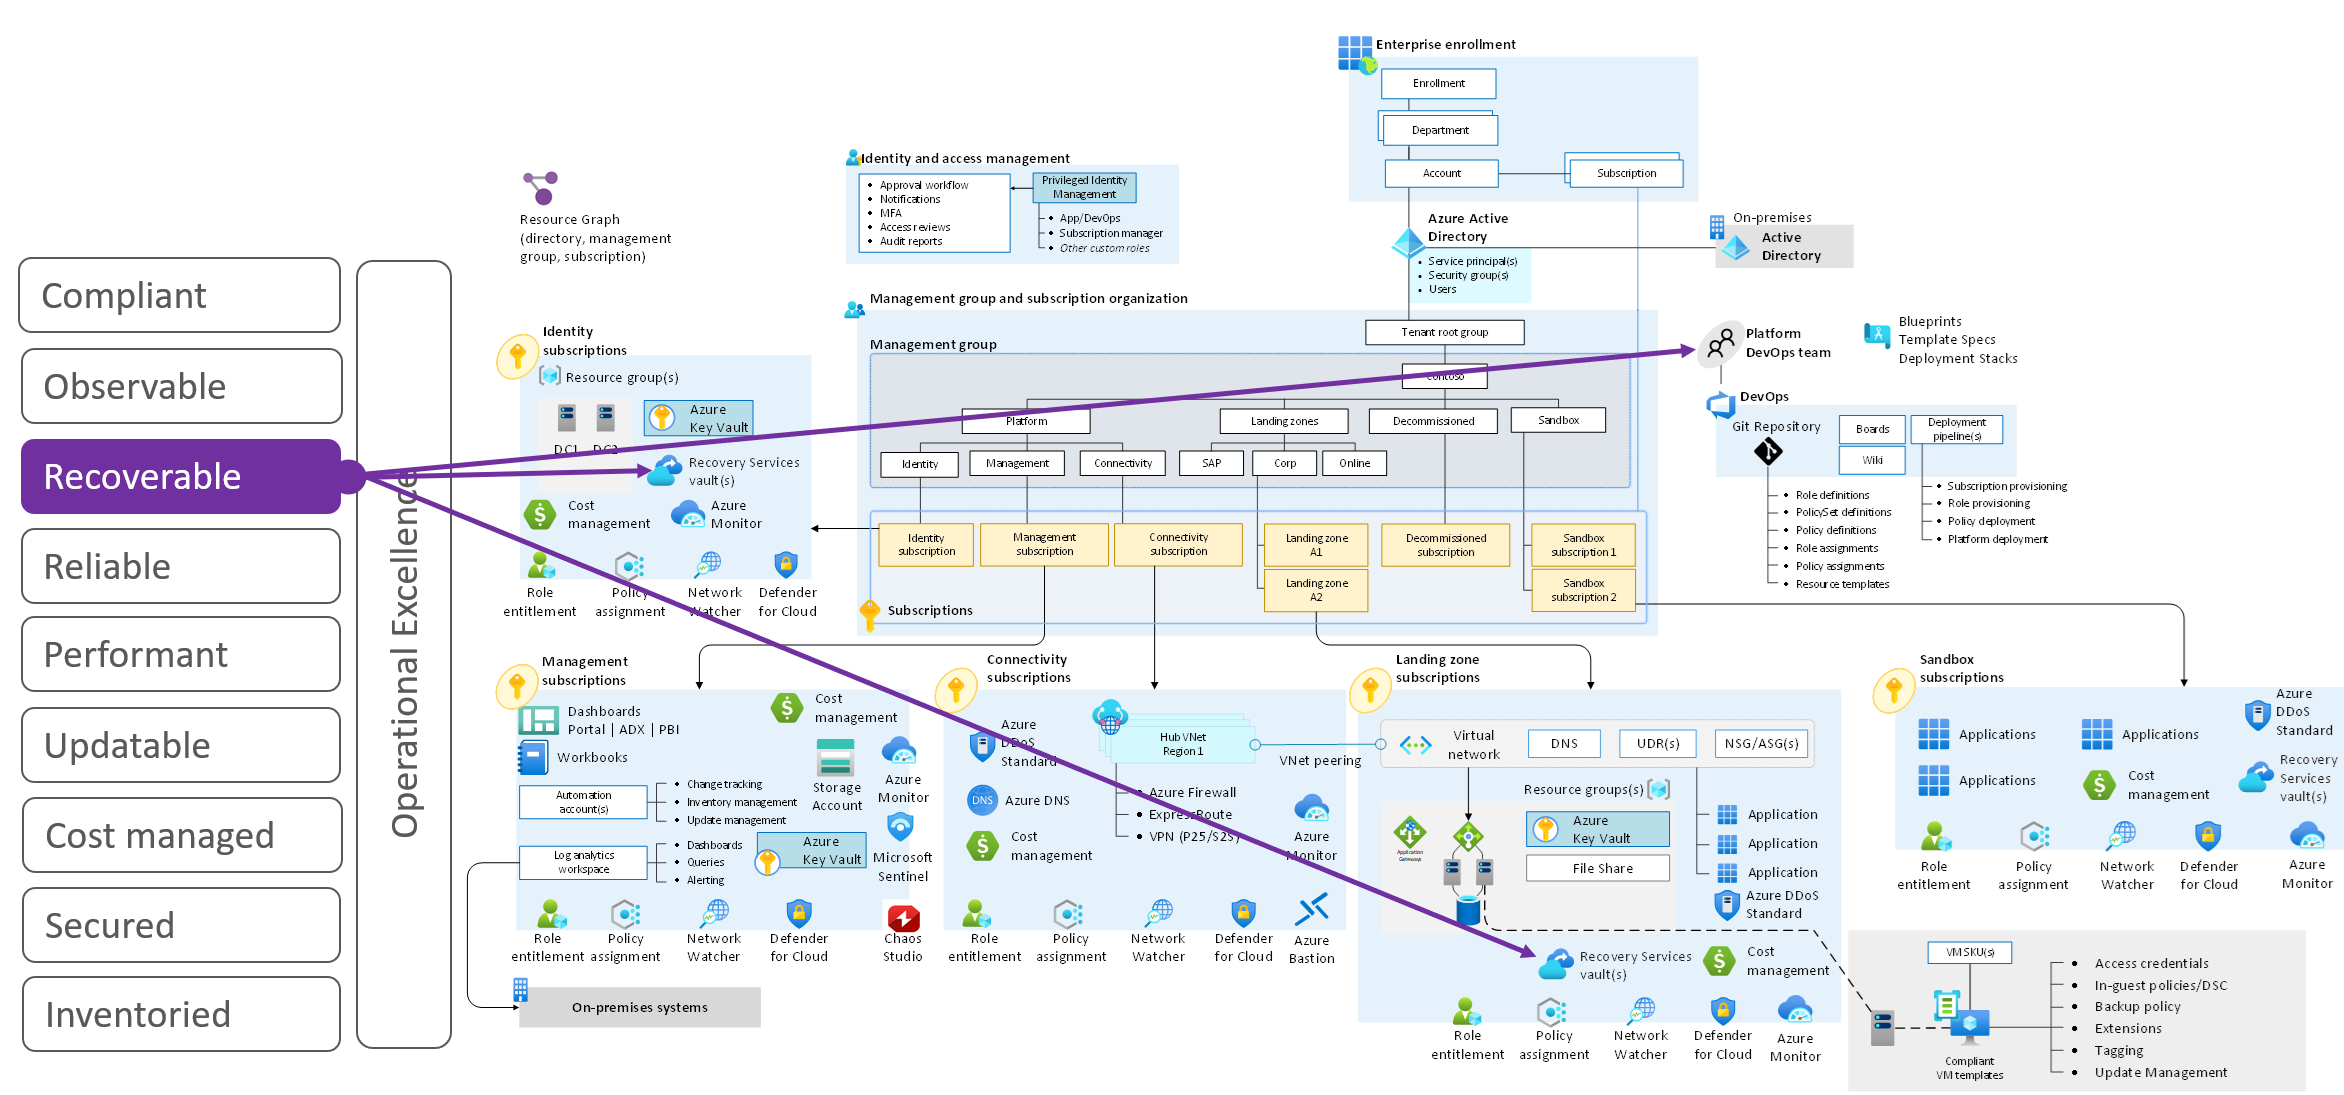 Compliant
Observable
Recoverable
Reliable
Performant
Updatable
Cost managed
Secured
Inventoried
Operational Excellence
Resource Graph
(directory, management
group, subscription)
Identity and access management
Approval workflow
Notifications
MFA
Access reviews
Audit reports
Privileged Identity
Management
App/DevOps
Subscription manager
Other custom roles
Enterprise enrollment
Enrollment
Department
Account
Subscription
Azure Active
Directory
Service principal(s)
Security group(s)
Users
On-premises
Active
Directory
Management group and subscription organization
Tenant root group
Management group
Contoso
Platform
Landing zones
Decommissioned
Sandbox
Identity
Management
Connectivity
SAP
Corp
Online
Identity
subscription
Management
subscription
Connectivity
subscription
Landing zone
A1
Landing zone
A2
Decommissioned
subscription
Sandbox
subscription 1
Sandbox
subscription 2
Subscriptions
Platform
DevOps team
Blueprints
Template Specs
Deployment Stacks
DevOps
Git Repository
Boards
Wiki
Deployment
pipeline(s)
Role definitions
PolicySet definitions
Policy definitions
Role assignments
Policy assignments
Resource templates
Subscription provisioning
Role provisioning
Policy deployment
Platform deployment
Identity
subscriptions
Resource group(s)
DC1
DC2
Azure
Key Vault
Recovery Services
vault(s)
Cost
management
Azure
Monitor
Role
entitlement
Policy
assignment
Network
Watcher
Defender
for Cloud
Management
subscriptions
Dashboards
Portal | ADX | PBI
Workbooks
Automation
account(s)
Change tracking
Inventory management
Update management
Log analytics
workspace
Dashboards
Queries
Alerting
Cost
management
Storage
Account
Azure
Monitor
Azure
Key Vault
Microsoft
Sentinel
Role
entitlement
Policy
assignment
Network
Watcher
Defender
for Cloud
Chaos
Studio
On-premises systems
Connectivity
subscriptions
Azure
DDoS
Standard
Azure DNS
DNS
Cost
management
Hub VNet
Region 1
Azure Firewall
ExpressRoute
VPN (P2S/S2S)
VNet peering
Azure
Monitor
Role
entitlement
Policy
assignment
Network
Watcher
Defender
for Cloud
Azure
Bastion
Landing zone
subscriptions
Virtual
network
DNS
UDR(s)
NSG/ASG(s)
Resource groups(s)
Application
Gateways
Azure
Key Vault
File Share
Application
Application
Application
Azure DDoS
Standard
Recovery Services
vault(s)
Cost
management
Role
entitlement
Policy
assignment
Network
Watcher
Defender
for Cloud
Azure
Monitor
Sandbox
subscriptions
Applications
Applications
Applications
Cost
management
Azure
DDoS
Standard
Recovery
Services
vault(s)
Role
entitlement
Policy
assignment
Network
Watcher
Defender
for Cloud
Azure
Monitor
VM SKU(s)
Compliant
VM templates
Access credentials
In-guest policies/DSC
Backup policy
Extensions
Tagging
Update Management